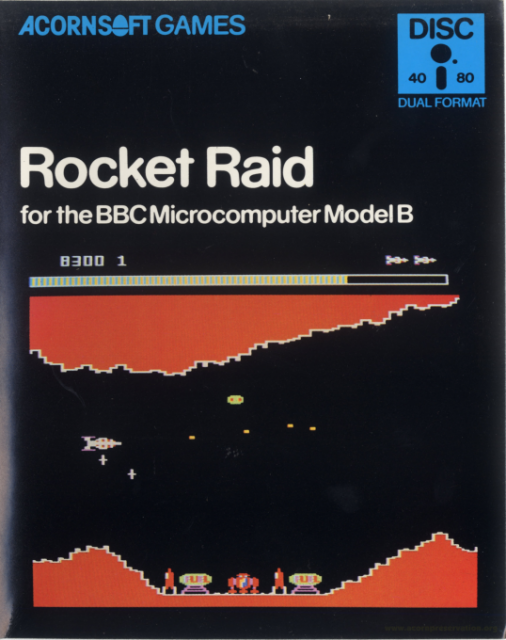 ACORNSOFT GAMES
DISC
40 80
DUAL FORMAT
Rocket Raid
for the BBC Microcomputer Model B
8300 1